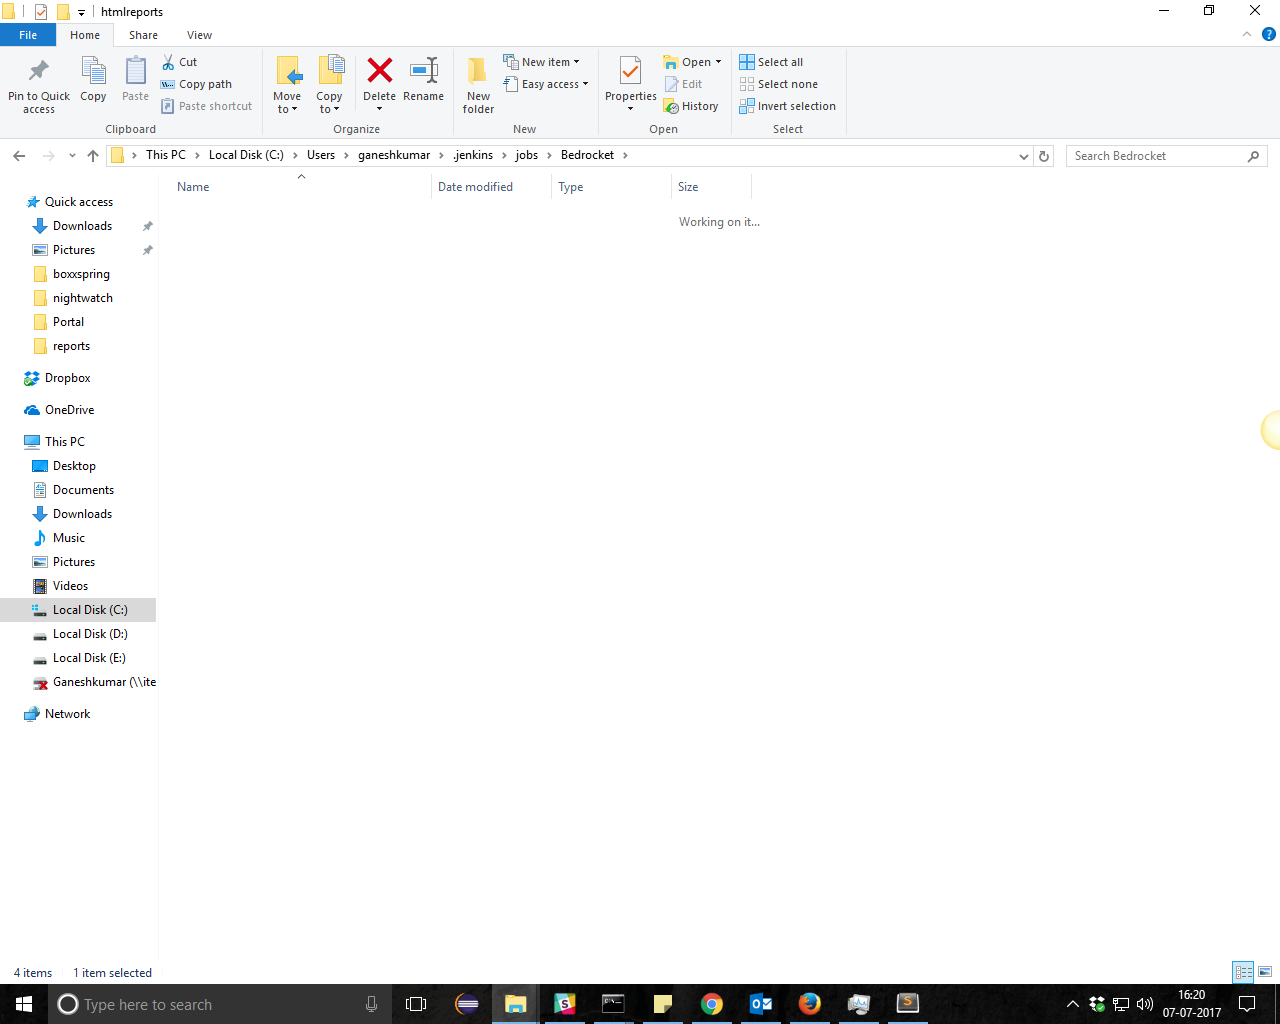 htmlreports
File Home Share View
Pin to Quick access
Copy
Paste
Cut
Copy path
Paste shortcut
Clipboard
Move to
Copy to
Delete
Rename
Organize
New folder
New item
Easy access
New
Properties
Open
Edit
History
Open
Select all
Select none
Invert selection
Select
This PC Local Disk (C:) Users ganeshkumar .jenkins jobs Bedrocket
Search Bedrocket
Name Date modified Type Size
Working on it...
Quick access
Downloads
Pictures
boxxspring
nightwatch
Portal
reports
Dropbox
OneDrive
This PC
Desktop
Documents
Downloads
Music
Pictures
Videos
Local Disk (C:)
Local Disk (D:)
Local Disk (E:)
Ganeshkumar (\\ite
Network
4 items 1 item selected
Type here to search
16:20
07-07-2017